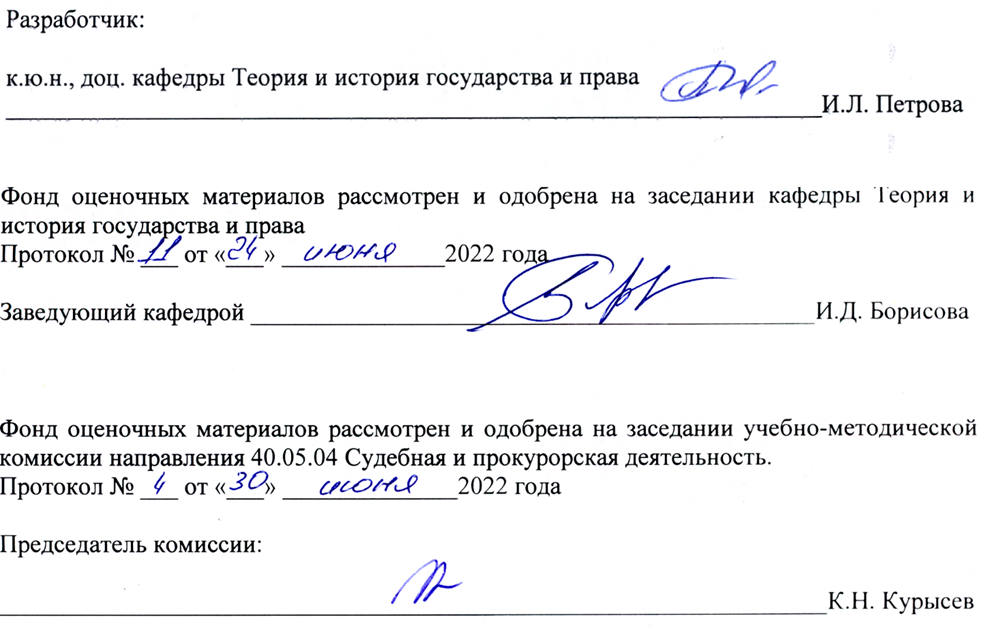 Разработчик:
к.ю.н., доц. кафедры Теория и история государства и права
И.Л. Петрова
Фонд оценочных материалов рассмотрен и одобрена на заседании кафедры Теория и
история государства и права
Протокол № 11 от «24» июня 2022 года
Заведующий кафедрой И.Д. Борисова
Фонд оценочных материалов рассмотрен и одобрена на заседании учебно-методической
комиссии направления 40.05.04 Судебная и прокурорская деятельность.
Протокол № 4 от «30» июня 2022 года
Председатель комиссии:
К.Н. Курысев